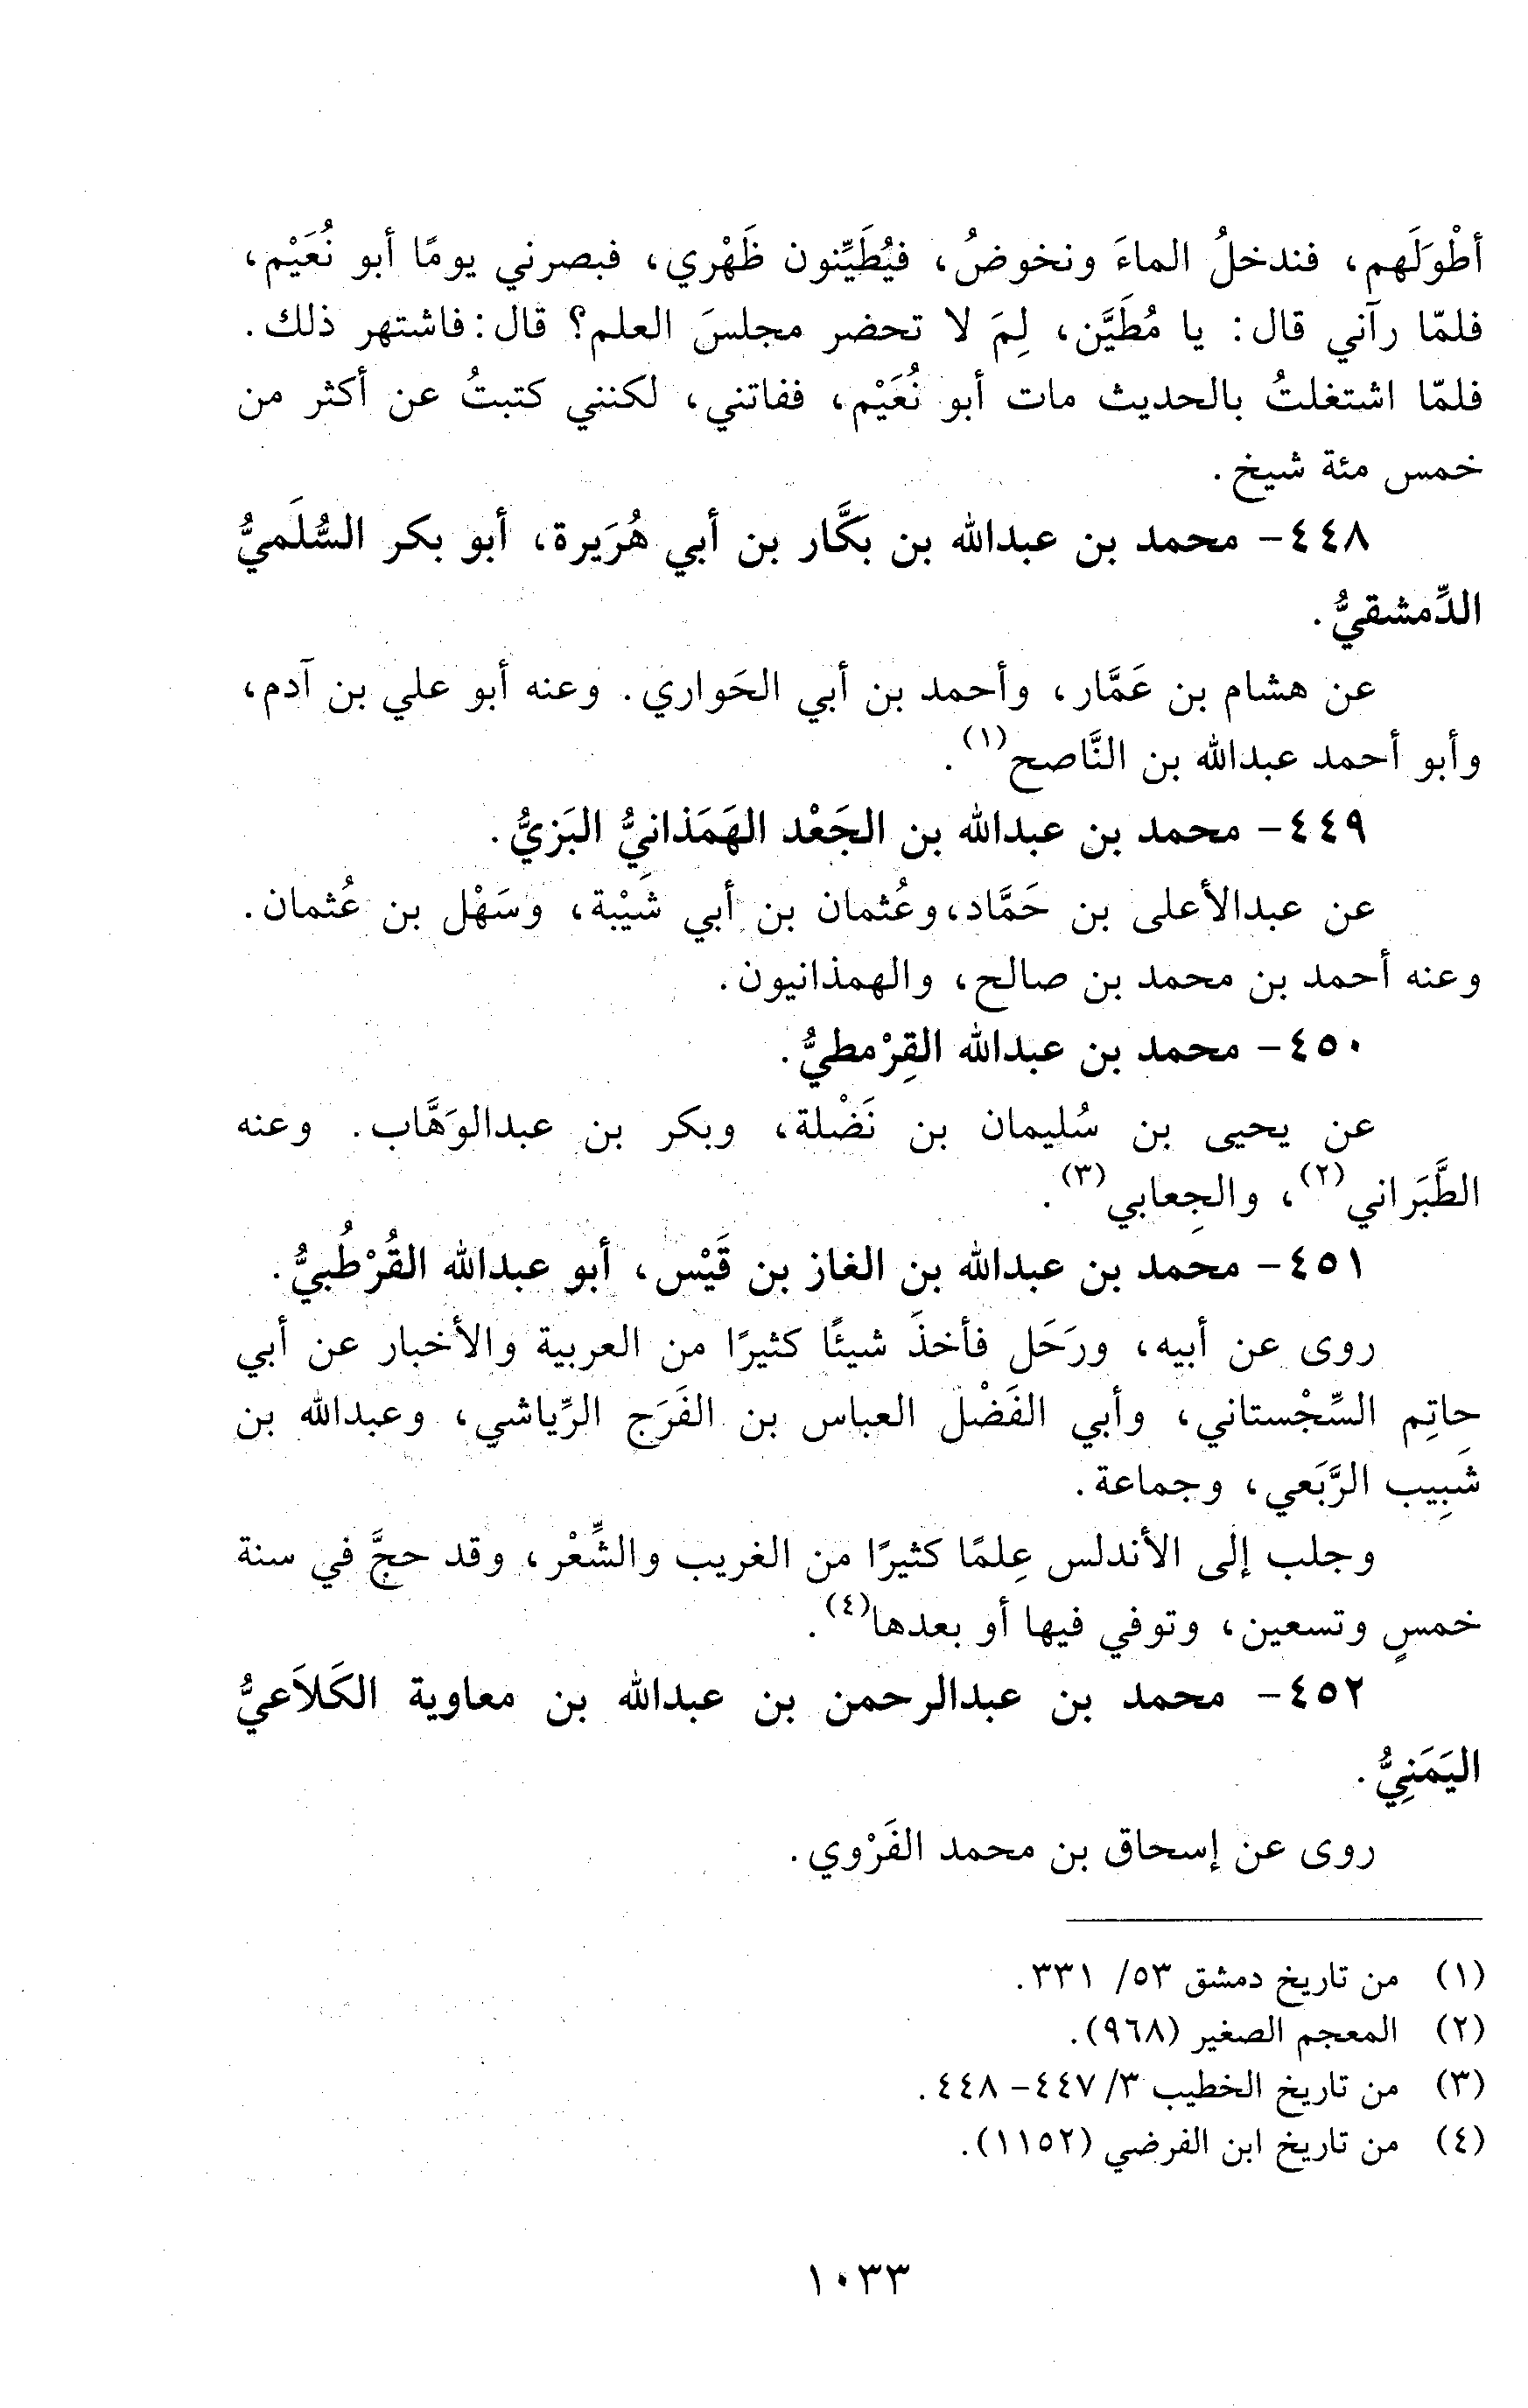 أطْوَلَهم، فندخلُ الماءَ ونخوضُ، فيُطَيِّنون ظَهْري، فبصرني يومًا أبو نُعَيْم،
فلمّا رآني قال: يا مُطَيَّن، لِمَ لا تحضر مجلسَ العلم؟ قال: فاشتهر ذلك.
فلمّا اشتغلتُ بالحديث مات أبو نُعَيْم، ففاتني، لكنني كتبتُ عن أكثر من
خمس مئة شيخ.
٤٤٨- محمد بن عبدالله بن بكَّار بن أبي هُرَيرة، أبو بكر السُّلَميُّ
الدِّمشقيُّ.
عن هشام بن عَمَّار، وأحمد بن أبي الحَواري. وعنه أبو علي بن آدم،
وأبو أحمد عبدالله بن النَّاصح(١).
٤٤٩- محمد بن عبدالله بن الجَعْد الهَمَذانيُّ البَزيُّ.
عن عبدالأعلى بن حَمَّاد،وعُثمان بن أبي شَيْبة، وسَهْل بن عُثمان.
وعنه أحمد بن محمد بن صالح، والهمذانيون.
٤٥٠- محمد بن عبدالله القِرْمطيُّ.
عن يحيى بن سُليمان بن نَضْلة، وبكر بن عبدالوَهَّاب. وعنه
الطَّبَراني(٢)، والجِعابي(٣).
٤٥١- محمد بن عبدالله بن الغاز بن قَيْس، أبو عبدالله القُرْطُبيُّ.
روى عن أبيه، ورَحَل فأخذَ شيئًا كثيرًا من العربية والأخبار عن أبي
حاتِم السِّجْستاني، وأبي الفَضْل العباس بن الفَرَج الرِّياشي، وعبدالله بن
شَبِيب الرَّبَعي، وجماعة.
وجلب إلى الأندلس عِلمًا كثيرًا من الغريب والشِّعْر، وقد حجَّ في سنة
خمسٍ وتسعين، وتوفي فيها أو بعدها(٤).
٤٥٢- محمد بن عبدالرحمن بن عبدالله بن معاوية الكَلاَعيُّ
اليَمَنِيُّ.
روى عن إسحاق بن محمد الفَرْوي.
(١) من تاريخ دمشق ٥٣/ ٣٣١.
(٢) المعجم الصغير (٩٦٨).
(٣) من تاريخ الخطيب ٣/ ٤٤٧- ٤٤٨.
(٤) من تاريخ ابن الفرضي (١١٥٢).
١٠٣٣